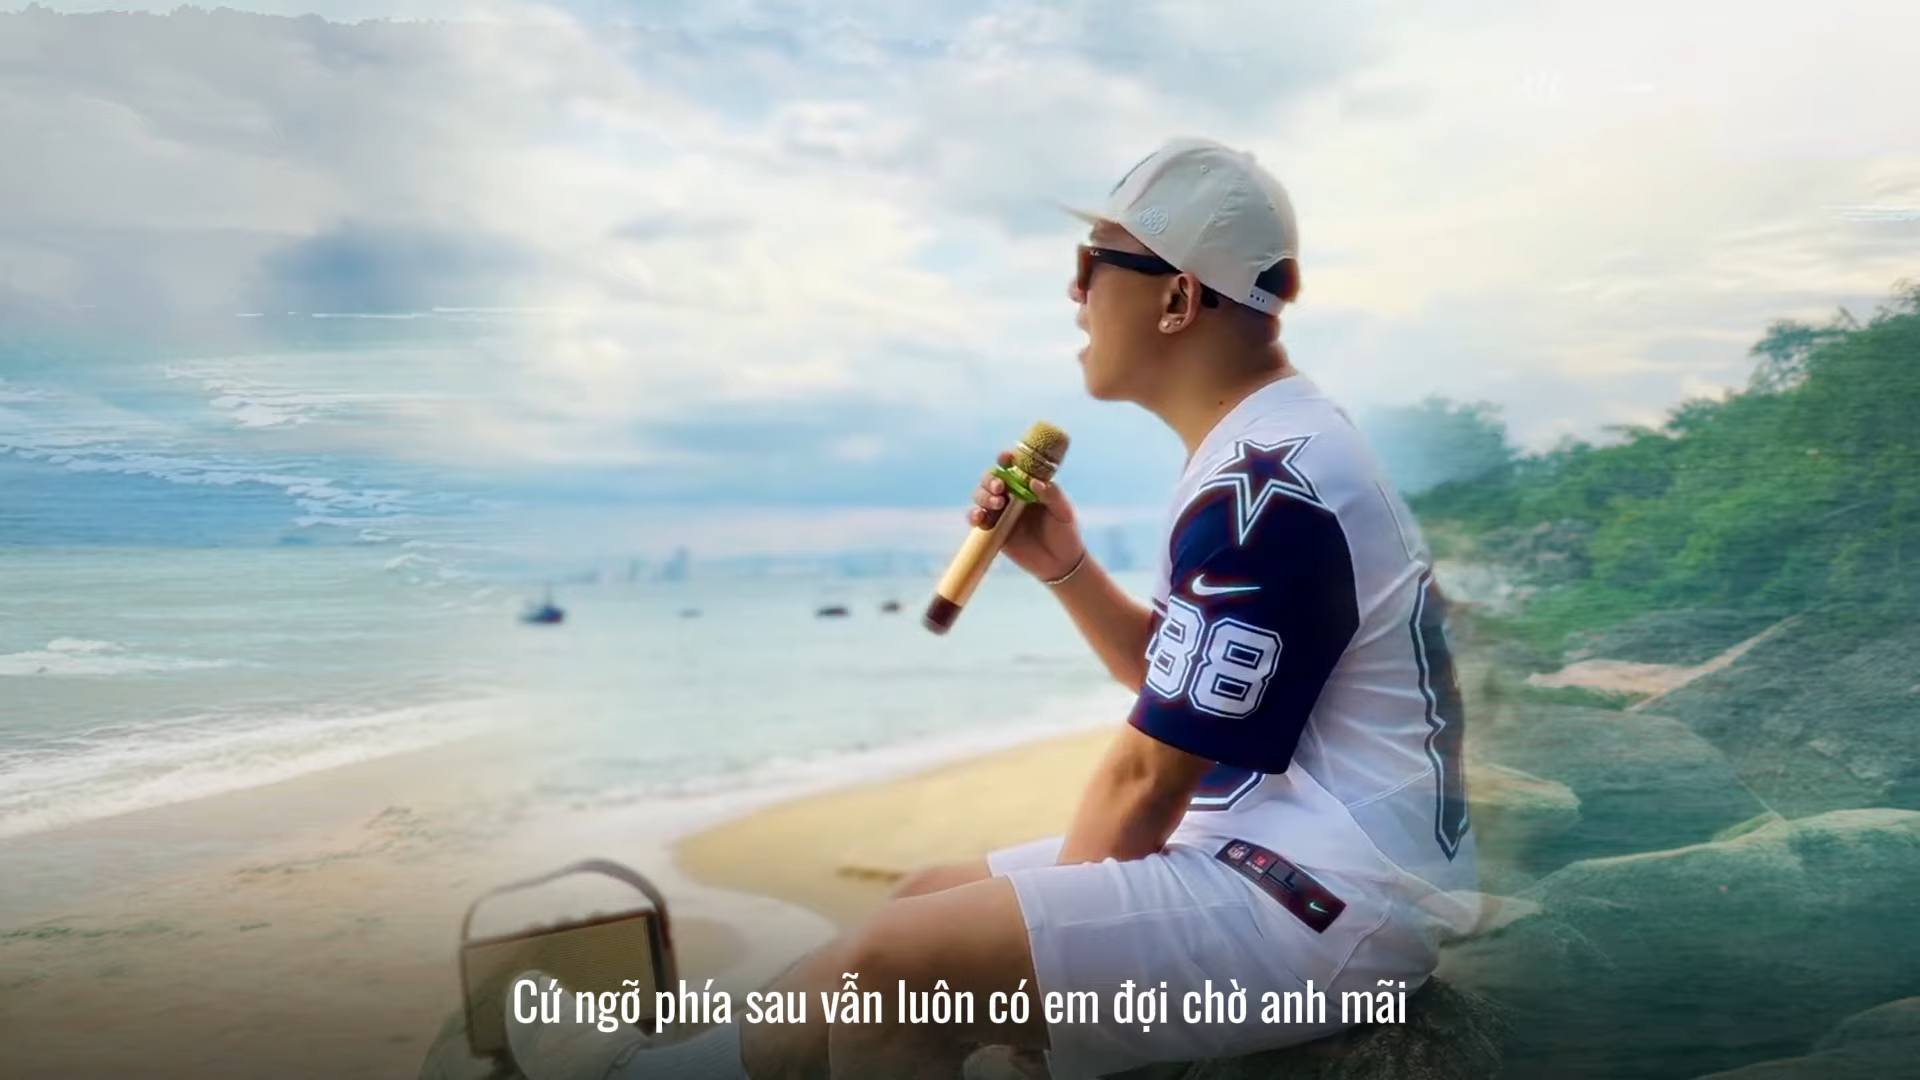 88
Cứ ngỡ phía sau vẫn luôn có em đợi chờ anh mãi